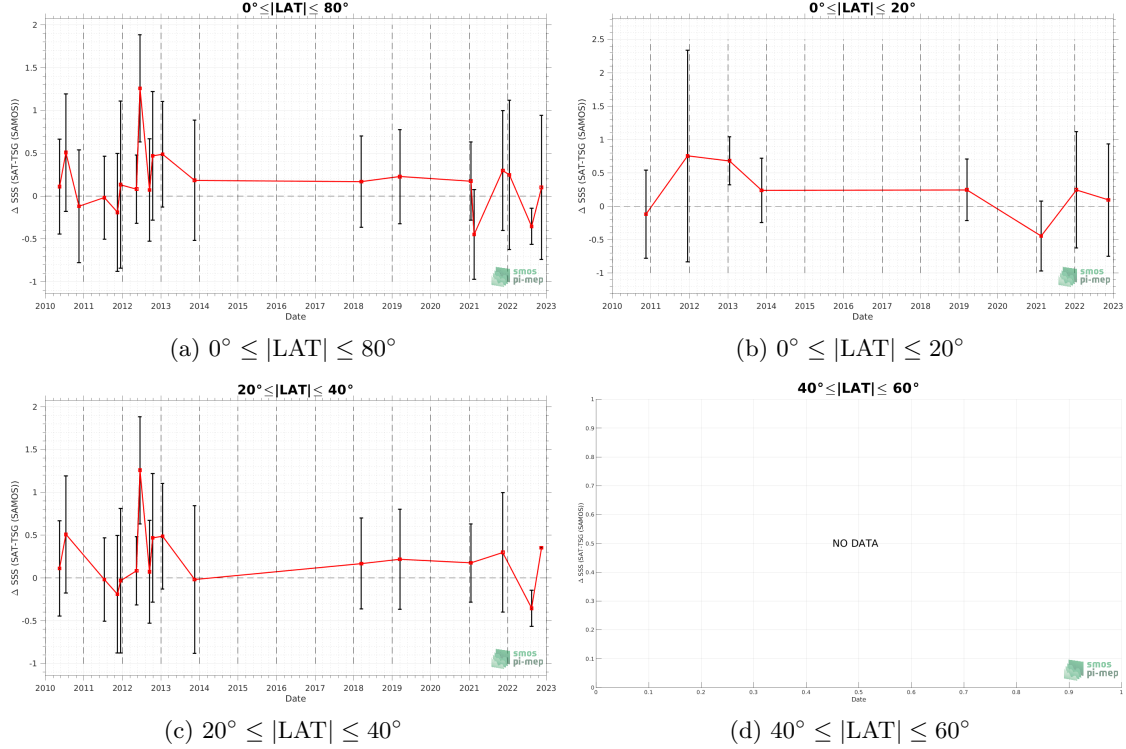 0°≤|LAT|≤ 80°
2
1.5
1
0.5
0
-0.5
-1
Δ SSS (SAT-TSG (SAMOS))
2010 2011 2012 2013 2014 2015 2016 2017 2018 2019 2020 2021 2022 2023
Date
smos
pi-mep
(a) 0° ≤ |LAT| ≤ 80°
0°≤|LAT|≤ 20°
2.5
2
1.5
1
0.5
0
-0.5
-1
Δ SSS (SAT-TSG (SAMOS))
2010 2011 2012 2013 2014 2015 2016 2017 2018 2019 2020 2021 2022 2023
Date
smos
pi-mep
(b) 0° ≤ |LAT| ≤ 20°
20°≤|LAT|≤ 40°
2
1.5
1
0.5
0
-0.5
-1
Δ SSS (SAT-TSG (SAMOS))
2010 2011 2012 2013 2014 2015 2016 2017 2018 2019 2020 2021 2022 2023
Date
smos
pi-mep
(c) 20° ≤ |LAT| ≤ 40°
40°≤|LAT|≤ 60°
1
0.9
0.8
0.7
0.6
0.5
0.4
0.3
0.2
0.1
0
Δ SSS (SAT-TSG (SAMOS))
NO DATA
0 0.1 0.2 0.3 0.4 0.5 0.6 0.7 0.8 0.9 1
Date
smos
pi-mep
(d) 40° ≤ |LAT| ≤ 60°